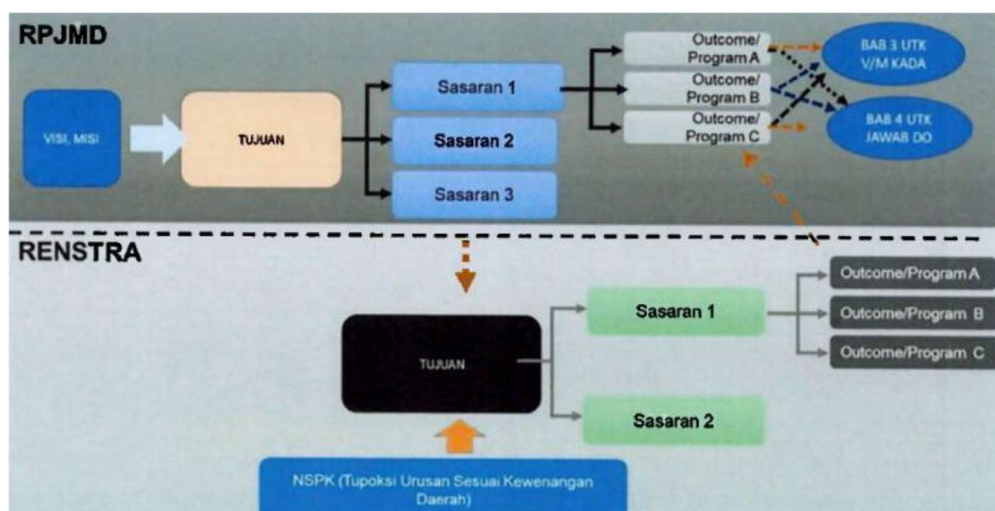 RPJMD
VISI, MISI
TUJUAN
Sasaran 1
Sasaran 2
Sasaran 3
Outcome/
Program A
Outcome/
Program B
Outcome/
Program C
BAB 3 UTK
V/M KADA
BAB 4 UTK
JAWAB DO
RENSTRA
TUJUAN
Sasaran 1
Sasaran 2
Outcome/Program A
Outcome/Program B
Outcome/Program C
NSPK (Tupoksi Urusan Sesuai Kewenangan
Daerah)